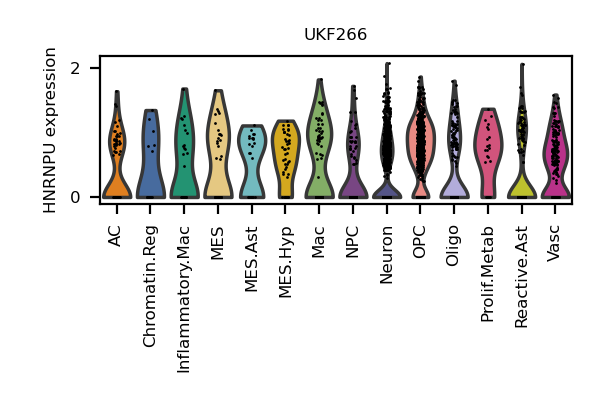 UKF266
HNRNPU expression
2
0
AC
Chromatin.Reg
Inflammatory.Mac
MES
MES.Ast
MES.Hyp
Mac
NPC
Neuron
OPC
Oligo
Prolif.Metab
Reactive.Ast
Vasc